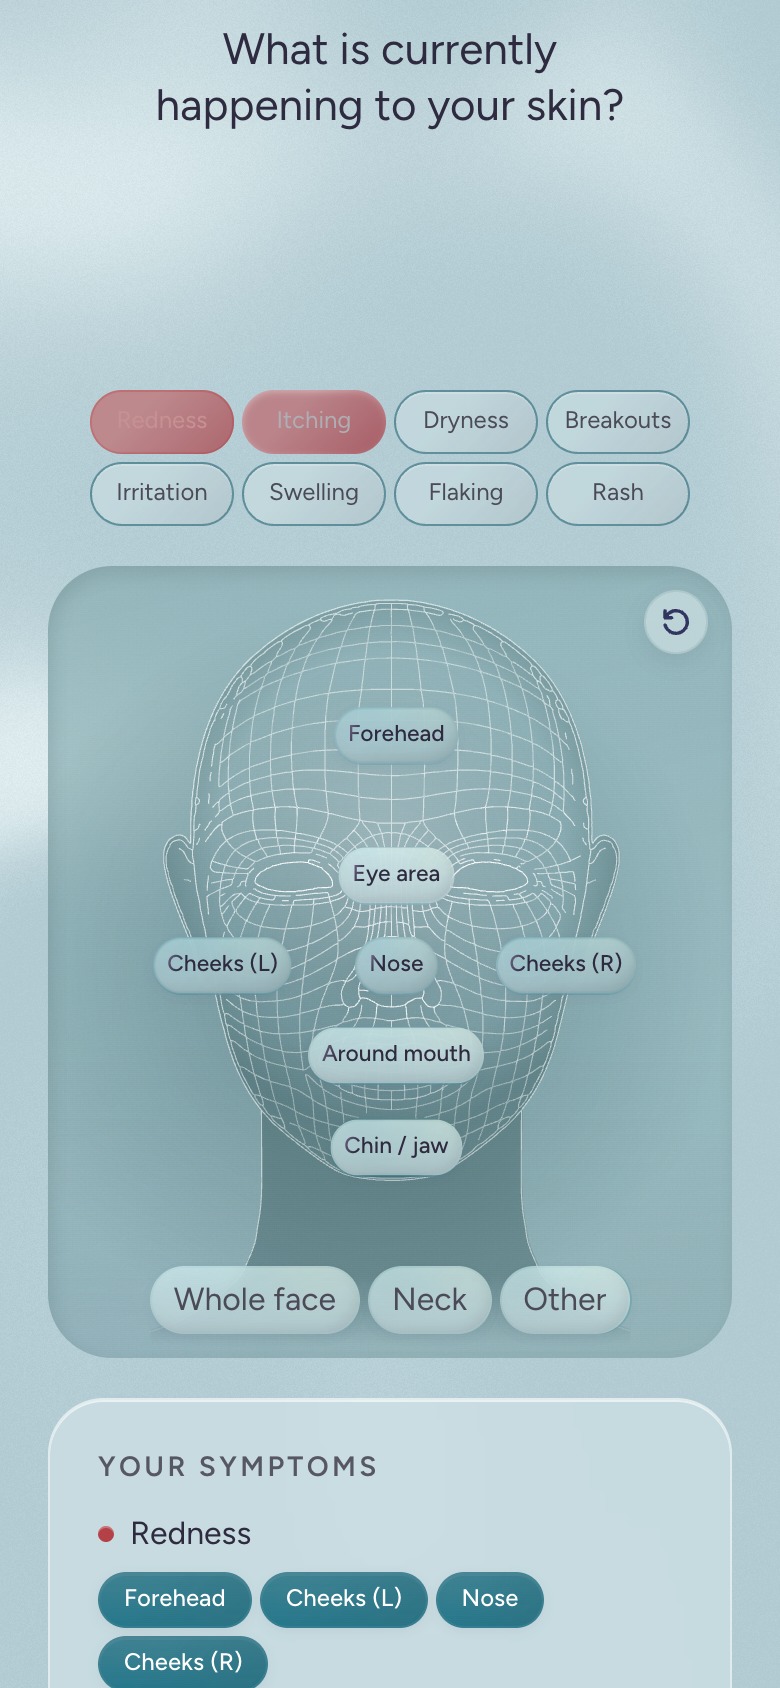 What is currently
happening to your skin?
Redness Itching Dryness Breakouts
Irritation Swelling Flaking Rash
Forehead
Eye area
Cheeks (L) Nose Cheeks (R)
Around mouth
Chin / jaw
Whole face Neck Other
YOUR SYMPTOMS
Redness
Forehead Cheeks (L) Nose
Cheeks (R)